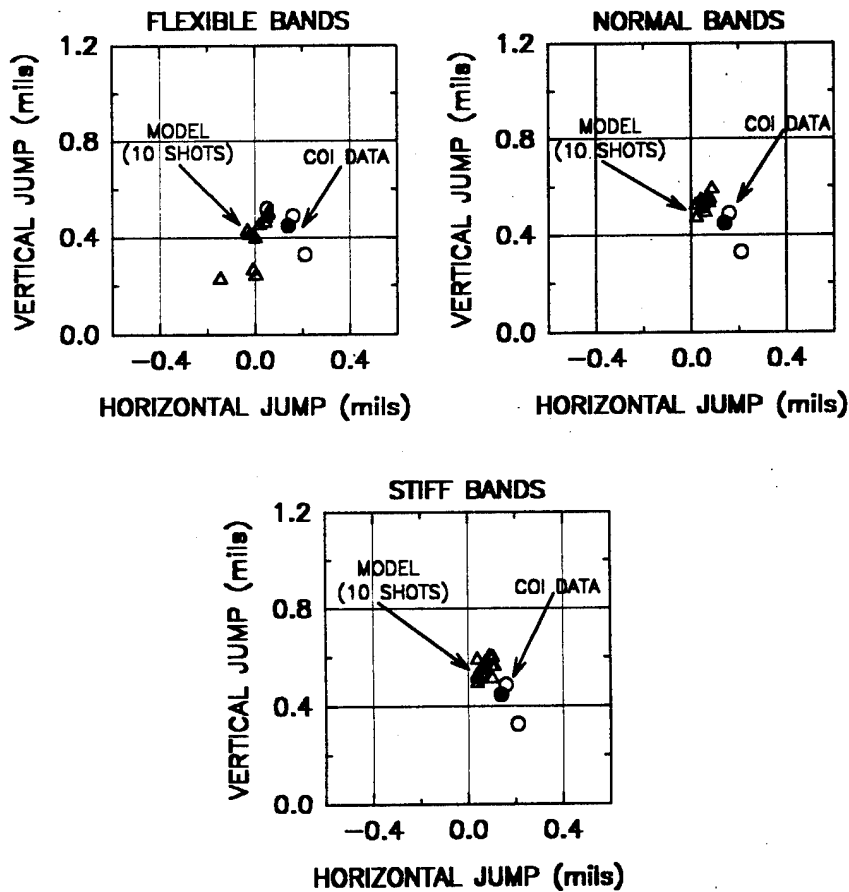 FLEXIBLE BANDS
1.2
0.8
0.4
0.0
VERTICAL JUMP (mils)
MODEL
(10 SHOTS)
COI DATA
−0.4 0.0 0.4
HORIZONTAL JUMP (mils)
NORMAL BANDS
1.2
0.8
0.4
0.0
VERTICAL JUMP (mils)
MODEL
(10 SHOTS)
COI DATA
−0.4 0.0 0.4
HORIZONTAL JUMP (mils)
STIFF BANDS
1.2
0.8
0.4
0.0
VERTICAL JUMP (mils)
MODEL
(10 SHOTS)
COI DATA
−0.4 0.0 0.4
HORIZONTAL JUMP (mils)